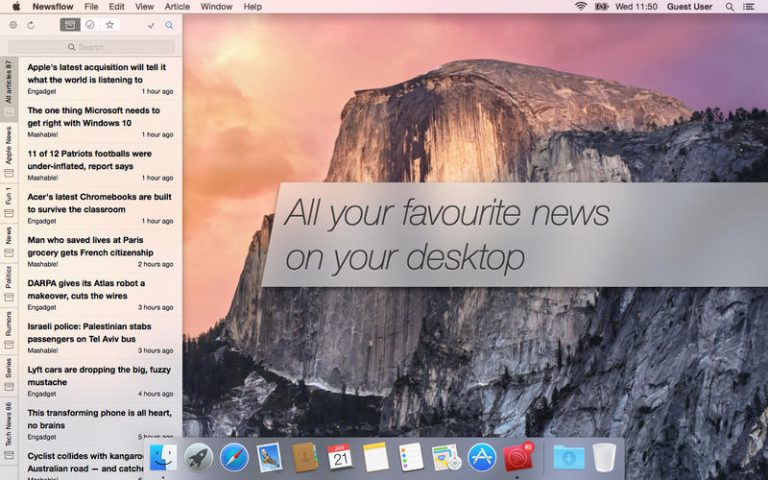 Newsflow File Edit View Article Window Help
Wed 11:50 Guest User
Search
All articles 87
Apple News
Fun 1
News
Politics
Rumors
Series
Tech News 86
Apple's latest acquisition will tell it
what the world is listening to
Engadget 1 hour ago
The one thing Microsoft needs to
get right with Windows 10
Mashable! 1 hour ago
11 of 12 Patriots footballs were
under-inflated, report says
Mashable! 1 hour ago
Acer's latest Chromebooks are built
to survive the classroom
Engadget 1 hour ago
Man who saved lives at Paris
grocery gets French citizenship
Mashable! 2 hours ago
DARPA gives its Atlas robot a
makeover, cuts the wires
Engadget 3 hours ago
Israeli police: Palestinian stabs
passengers on Tel Aviv bus
Mashable! 3 hours ago
Lyft cars are dropping the big, fuzzy
mustache
Engadget 4 hours ago
This transforming phone is all heart,
no brains
Engadget 5 hours ago
Cyclist collides with kangaroo
Australian road — and catche
All your favourite news
on your desktop
JAN
21
85